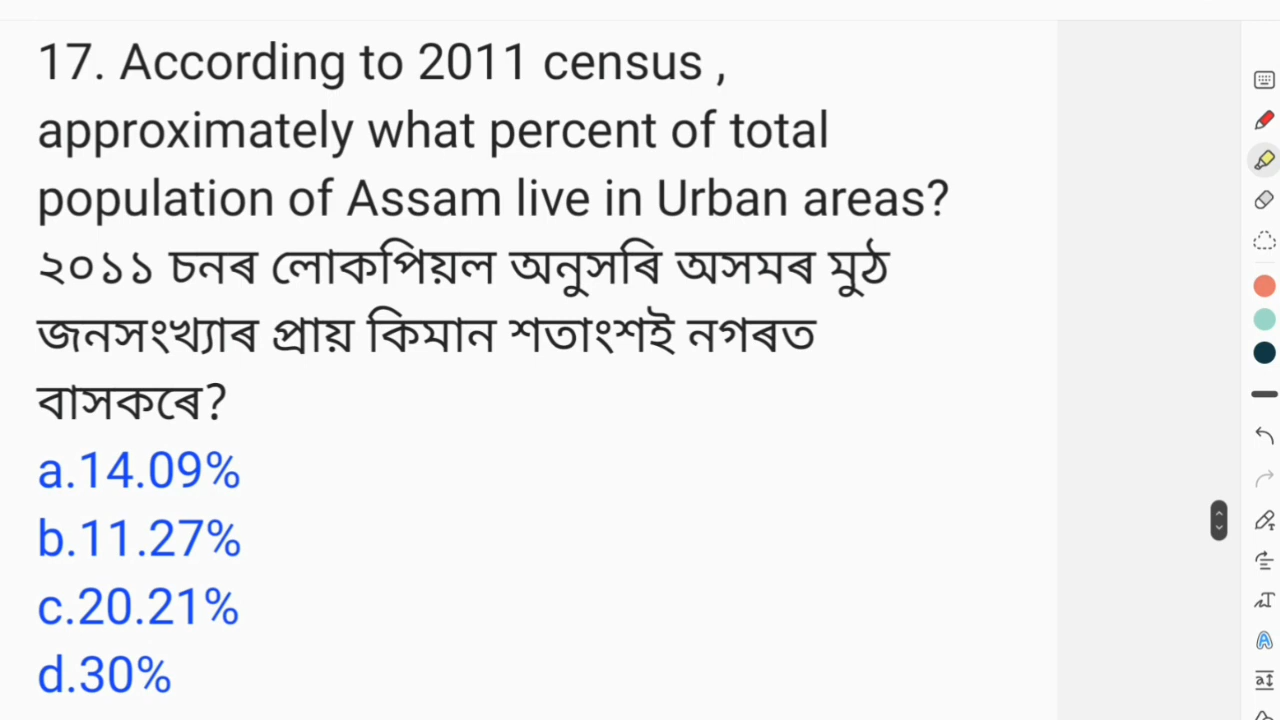 17. According to 2011 census ,
approximately what percent of total
population of Assam live in Urban areas?
২০১১ চনৰ লোকপিয়ল অনুসৰি অসমৰ মুঠ
জনসংখ্যাৰ প্ৰায় কিমান শতাংশই নগৰত
বাসকৰে?
a.14.09%
b.11.27%
c.20.21%
d.30%